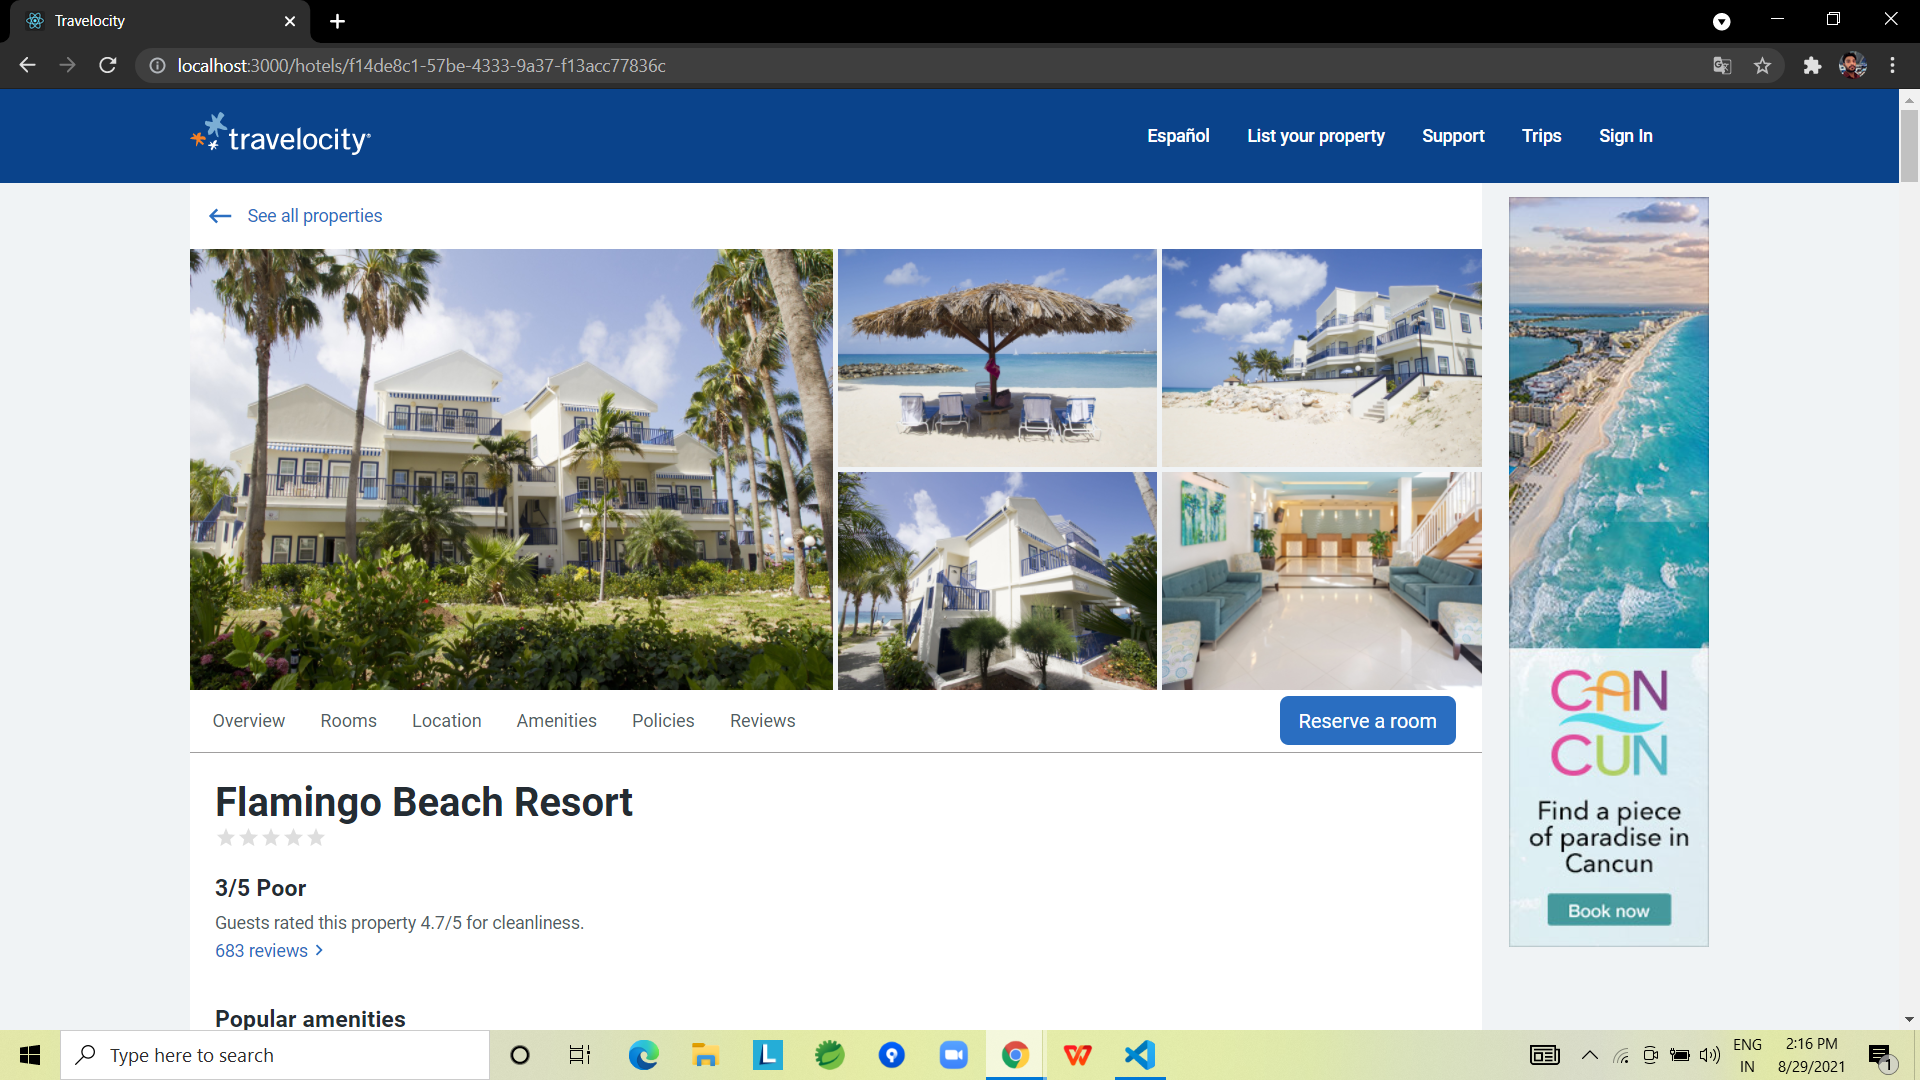 Travelocity
localhost:3000/hotels/f14de8c1-57be-4333-9a37-f13acc77836c
travelocity
Español
List your property
Support
Trips
Sign In
See all properties
Overview
Rooms
Location
Amenities
Policies
Reviews
Reserve a room
Flamingo Beach Resort
3/5 Poor
Guests rated this property 4.7/5 for cleanliness.
683 reviews
Popular amenities
CAN
CUN
Find a piece
of paradise in
Cancun
Book now
Type here to search
ENG
IN
2:16 PM
8/29/2021
1